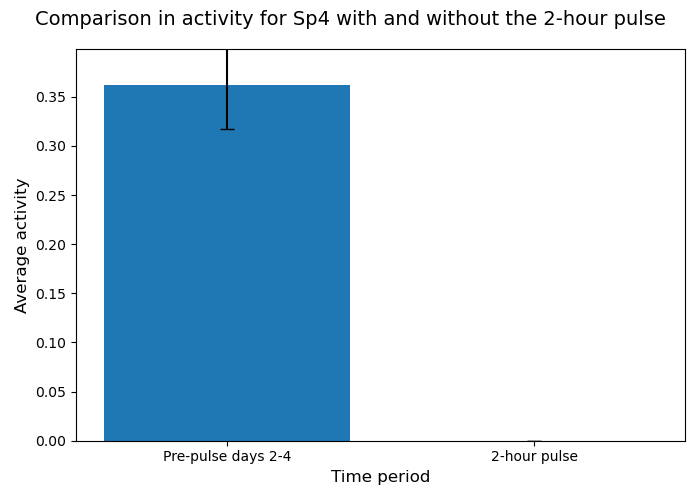 Comparison in activity for Sp4 with and without the 2-hour pulse
0.35
0.30
0.25
0.20
0.15
0.10
0.05
0.00
Average activity
Pre-pulse days 2-4
2-hour pulse
Time period